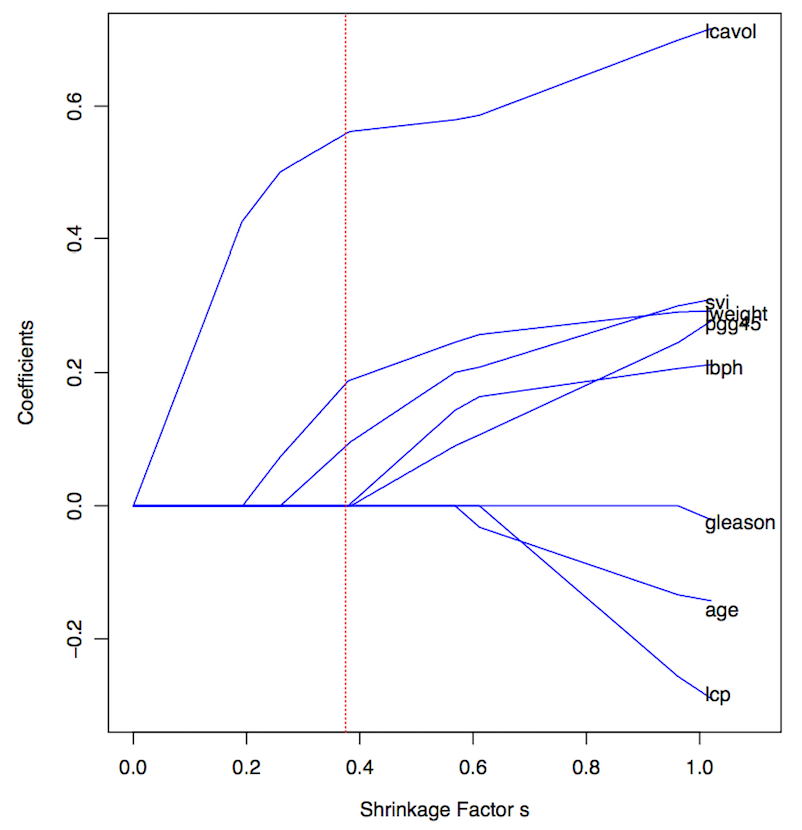 lcavol
0.6
0.4
svi
lweight
pgg45
0.2
lbph
0.0
gleason
age
−0.2
lcp
Coefficients
0.0 0.2 0.4 0.6 0.8 1.0
Shrinkage Factor s